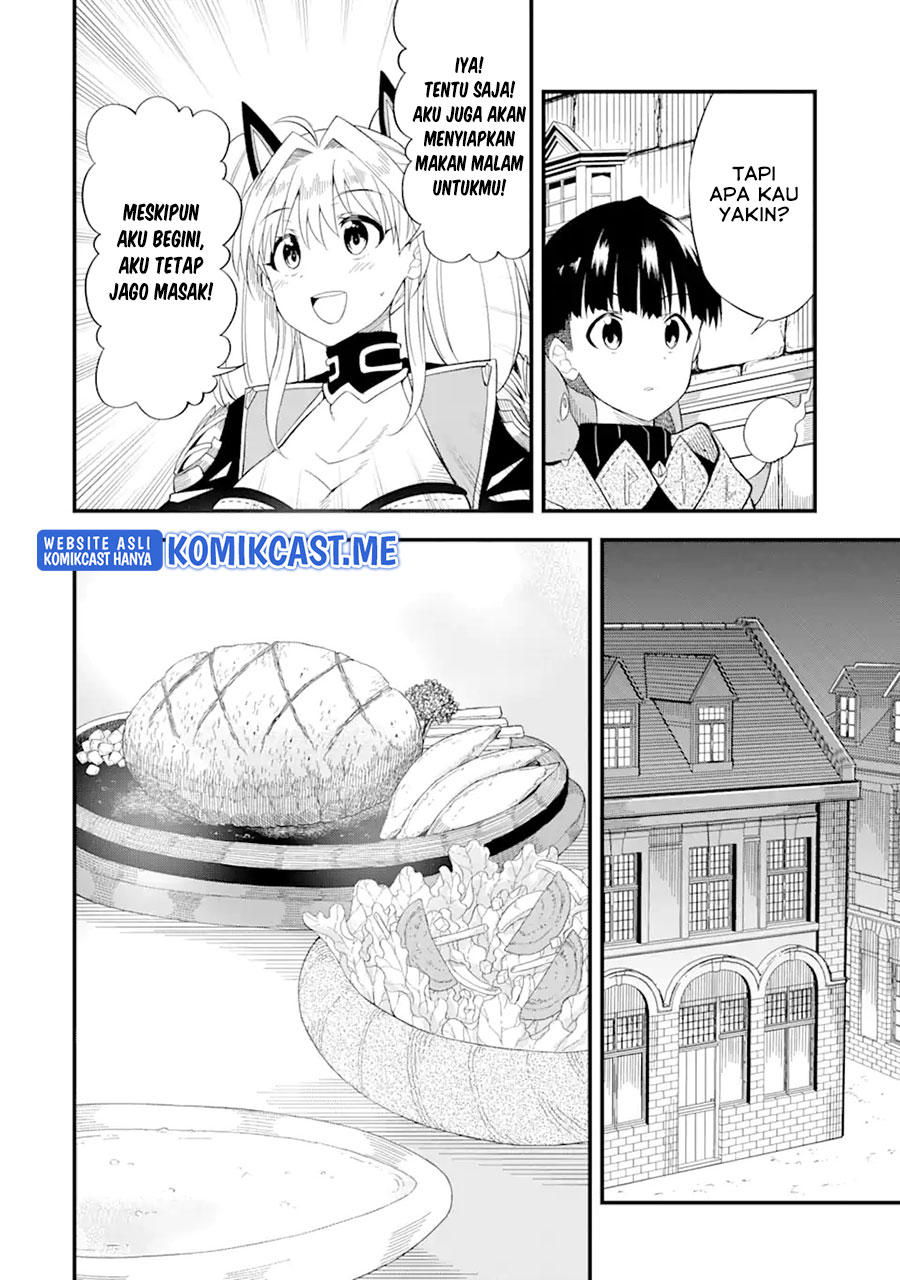 TAPI
APA KAU
YAKIN?
IYA!
TENTU SAJA!
AKU JUGA AKAN
MENYIAPKAN
MAKAN MALAM
UNTUKMU!
MESKIPUN
AKU BEGINI,
AKU TETAP
JAGO MASAK!
WEBSITE ASLI
KOMIKCAST HANYA
KOMIKCAST.ME